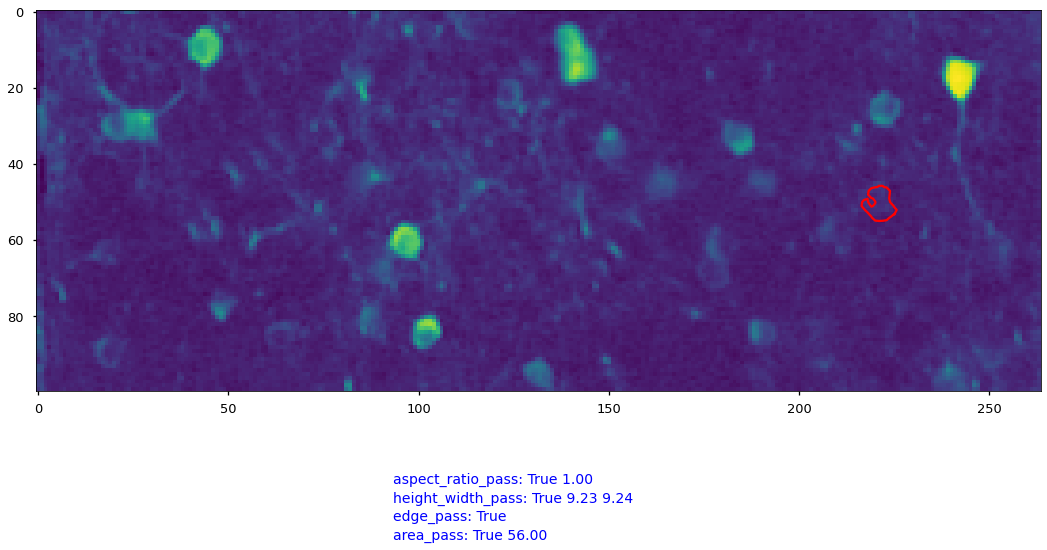 0
20
40
60
80
0
50
100
150
200
250
aspect_ratio_pass: True 1.00
height_width_pass: True 9.23 9.24
edge_pass: True
area_pass: True 56.00